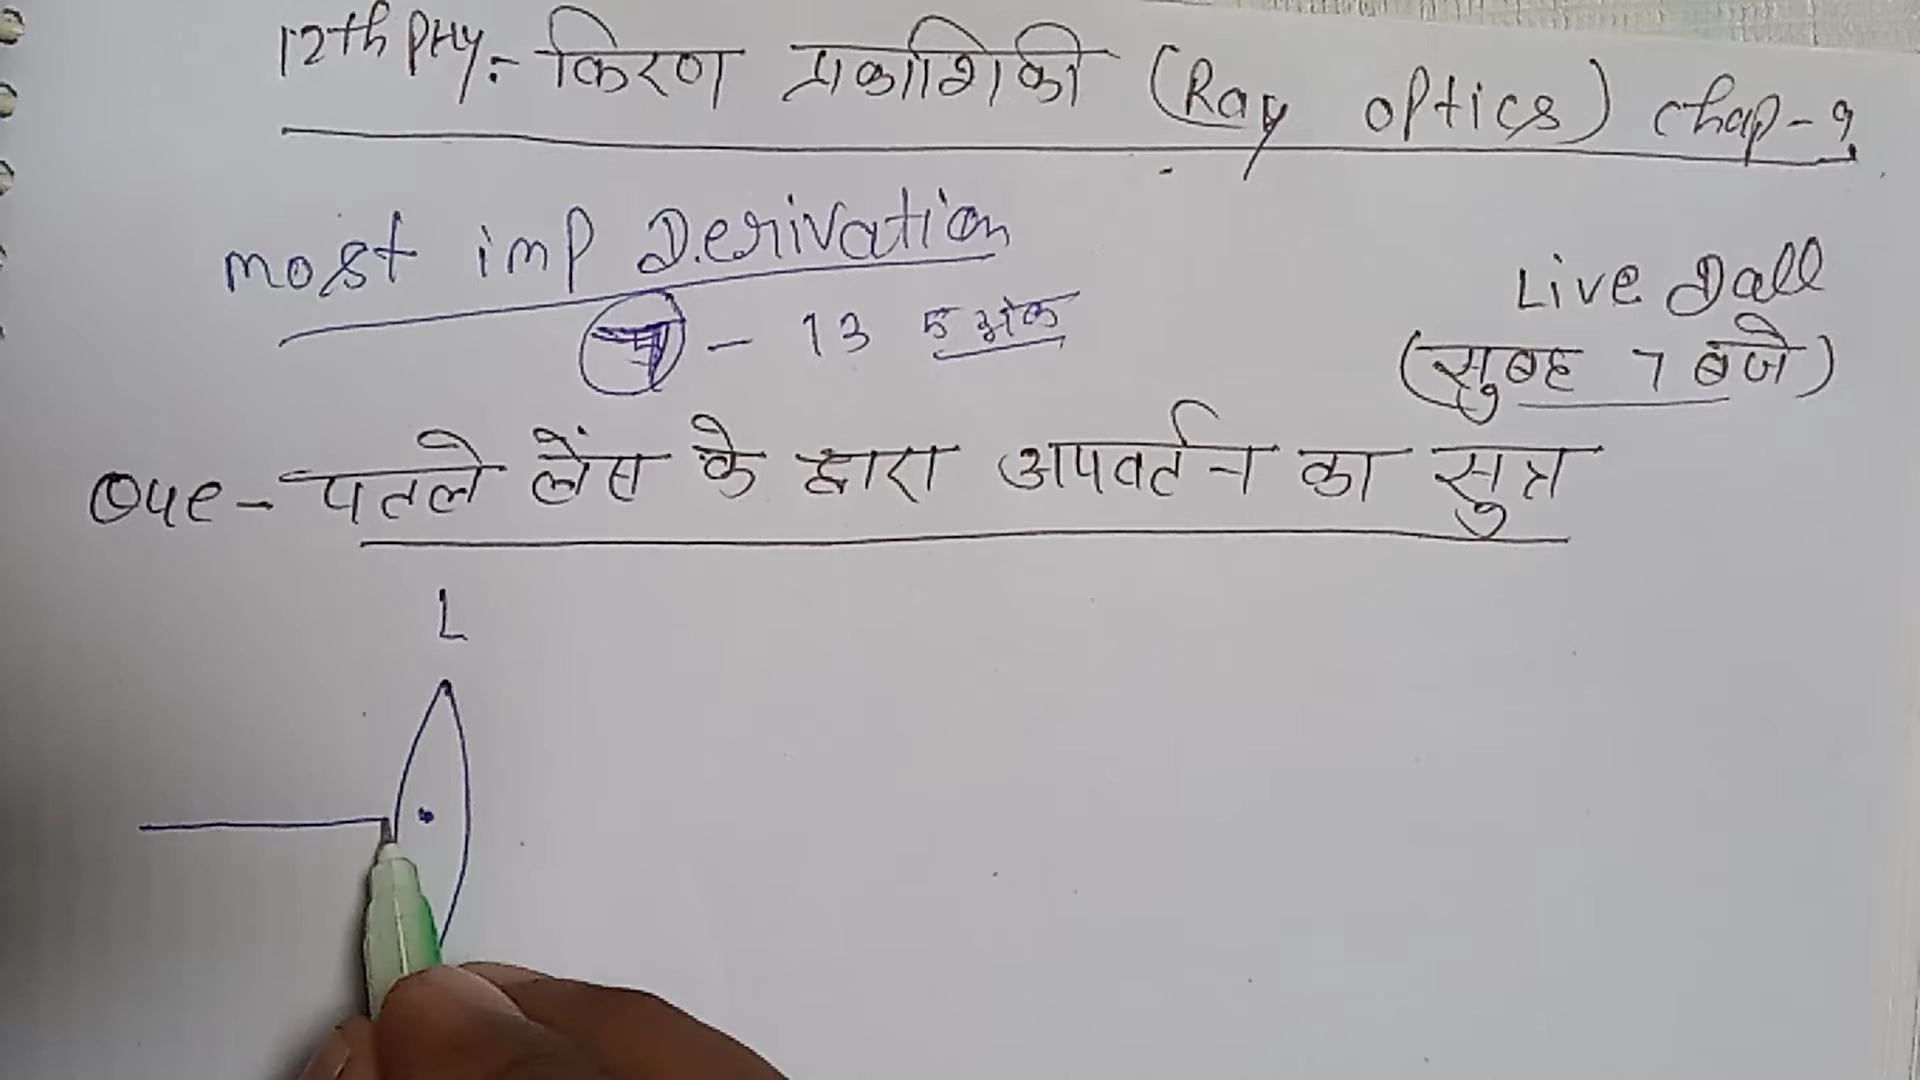 12th PHy:- किरण प्रकाशिकी (Ray optics) chap-9
most imp Derivation
- 13 5 अंक
Live Dall
(सुबह 7 बजे)
Que- पतले लेंस के द्वारा अपवर्तन का सुत्र
L